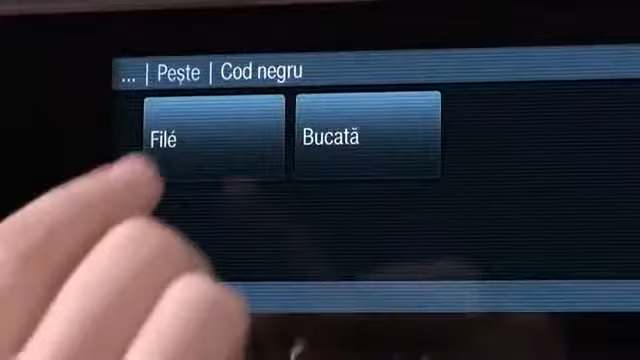 ... | Pește | Cod negru
Filé
Bucată